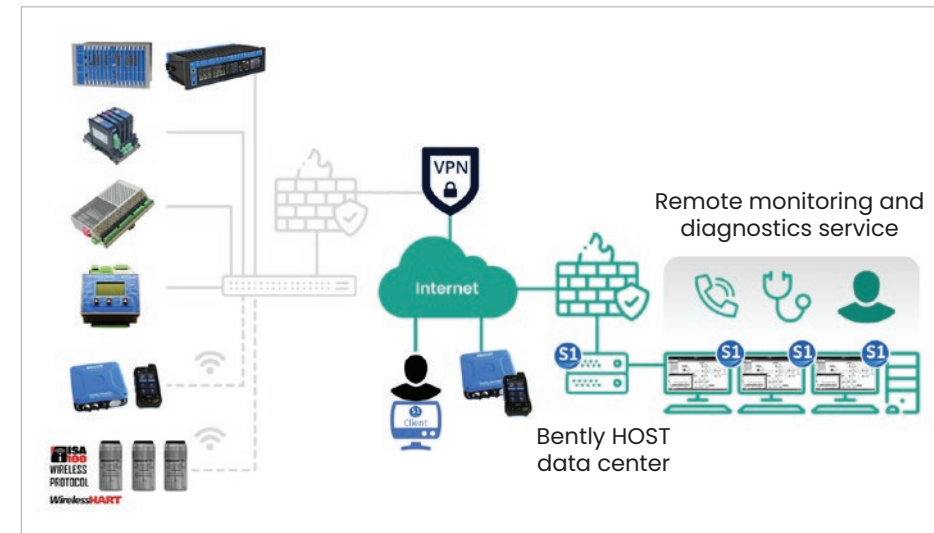 VPN
Remote monitoring and
diagnostics service
Internet
S1
S1
S1
S1
S1
Client
Bently HOST
data center
ISA
100
WIRELESS
PROTOCOL
WirelessHART